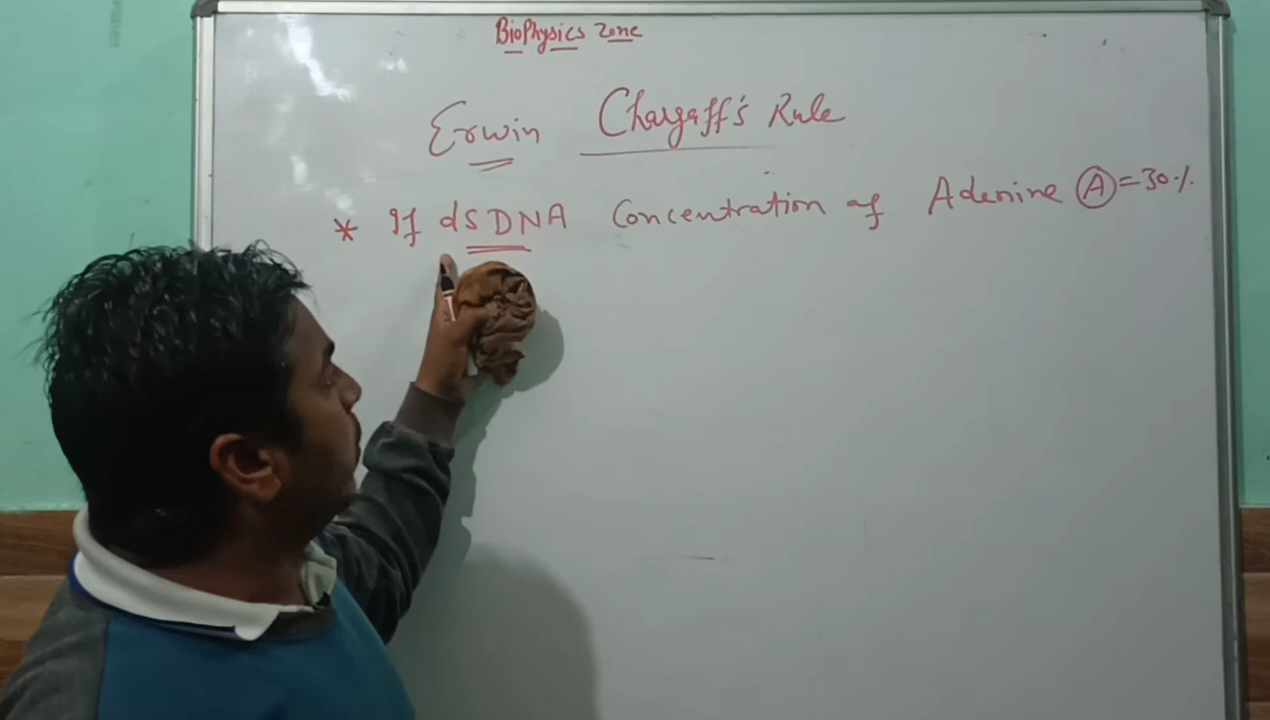 BioPhysics Zone
Erwin Chargaff's Rule
* If dsDNA Concentration of Adenine A = 30%